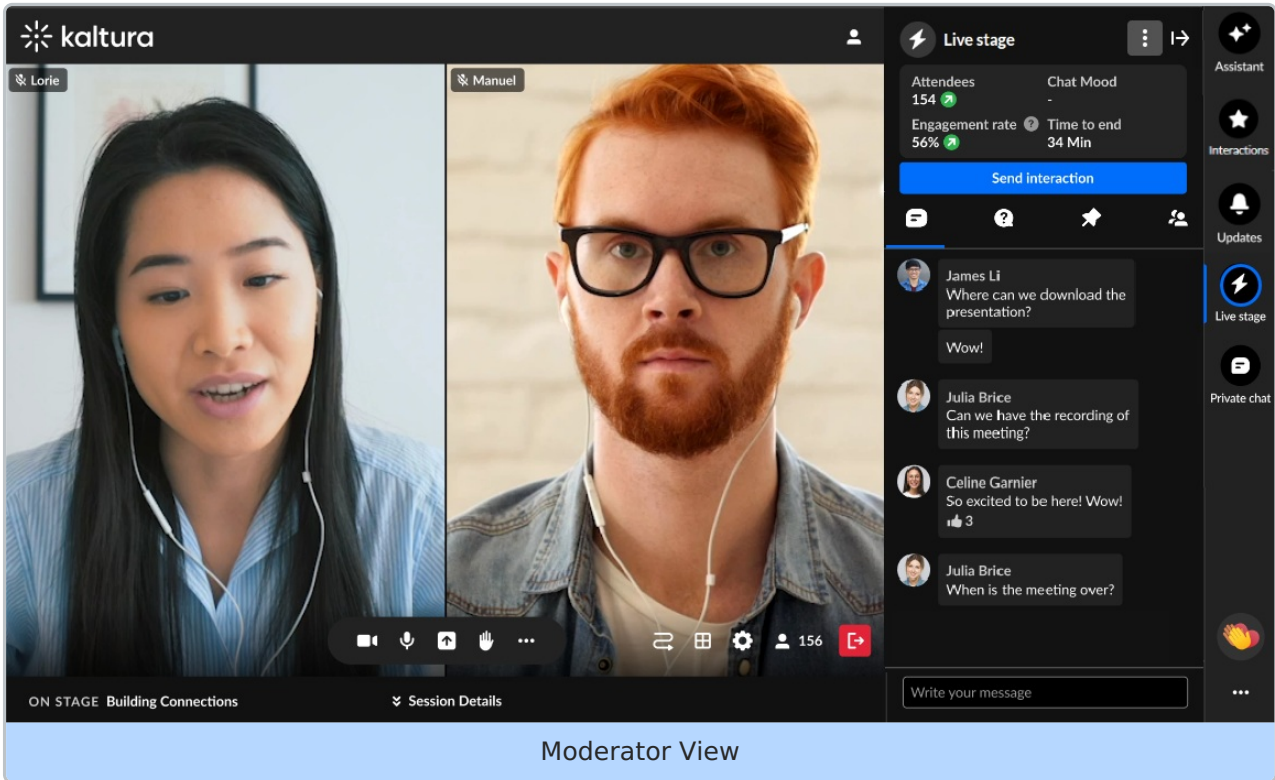 kaltura
Lorie
Manuel
156
ON STAGE Building Connections
Session Details
Live stage
Attendees
154
Chat Mood
-
Engagement rate ?
56%
Time to end
34 Min
Send interaction
James Li
Where can we download the
presentation?
Wow!
Julia Brice
Can we have the recording of
this meeting?
Celine Garnier
So excited to be here! Wow!
3
Julia Brice
When is the meeting over?
Write your message
Assistant
Interactions
Updates
Live stage
Private chat
Moderator View